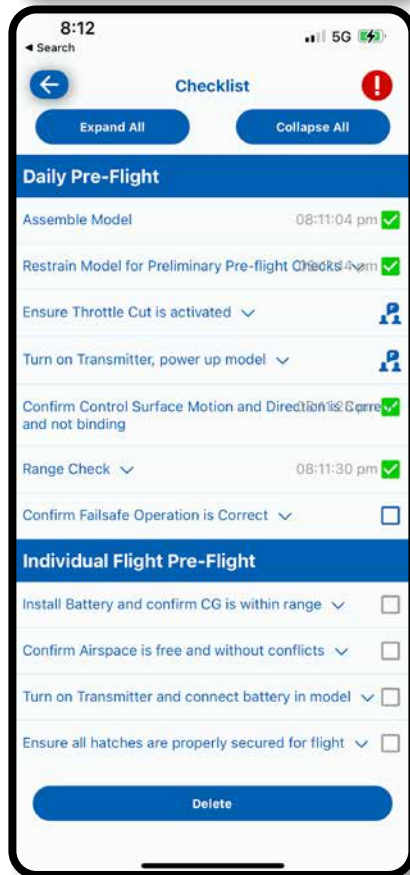 8:12
5G
◄ Search
Checklist
Expand All
Collapse All
Daily Pre-Flight
Assemble Model 08:11:04 pm
Restrain Model for Preliminary Pre-flight Checks pm
Ensure Throttle Cut is activated
Turn on Transmitter, power up model
Confirm Control Surface Motion and Direction is
and not binding
Range Check 08:11:30 pm
Confirm Failsafe Operation is Correct
Individual Flight Pre-Flight
Install Battery and confirm CG is within range
Confirm Airspace is free and without conflicts
Turn on Transmitter and connect battery in model
Ensure all hatches are properly secured for flight
Delete